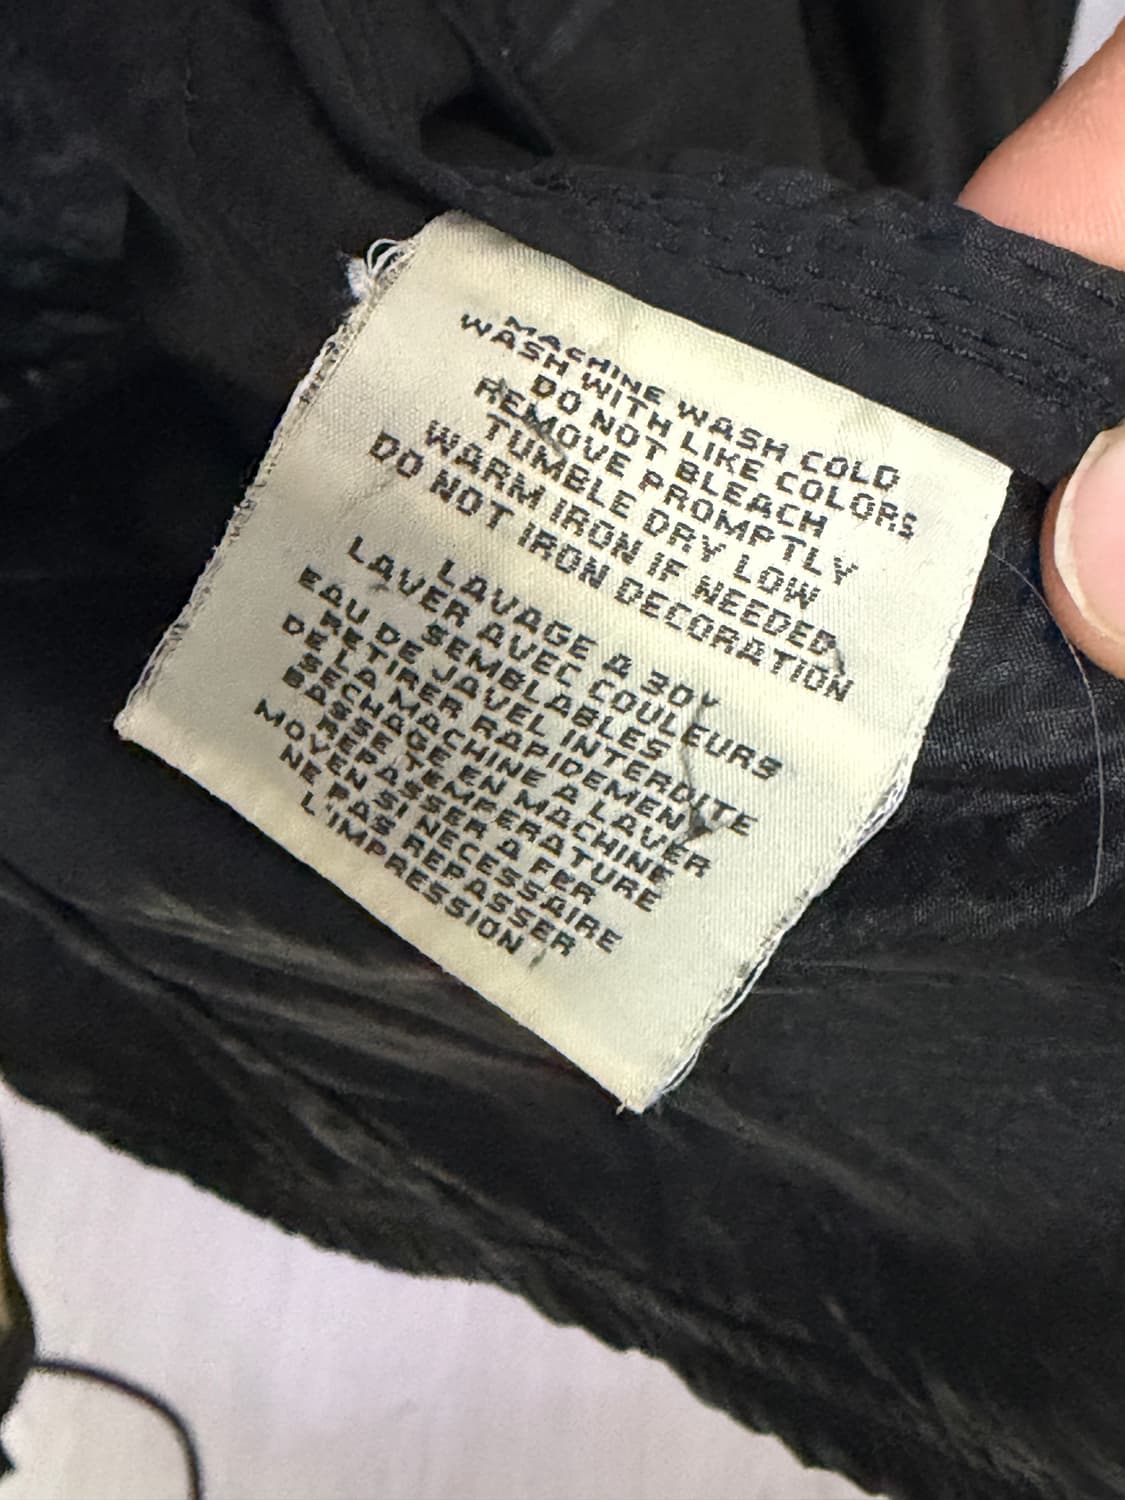 MACHINE WASH COLD
WASH WITH LIKE COLORS
DO NOT BLEACH
REMOVE PROMPTLY
TUMBLE DRY LOW
WARM IRON IF NEEDED
DO NOT IRON DECORATION
LAVAGE A 30
LAVER AVEC COULEURS
SEMBLABLES
EAU DE JAVEL INTERDITE
RETIRER RAPIDEMENT
DE LA MACHINE A LAVER
SECHAGE EN MACHINE
BASSE TEMPERATURE
REPASSER A FER
MOYEN SI NECESSAIRE
NE PAS REPASSER
L'IMPRESSION